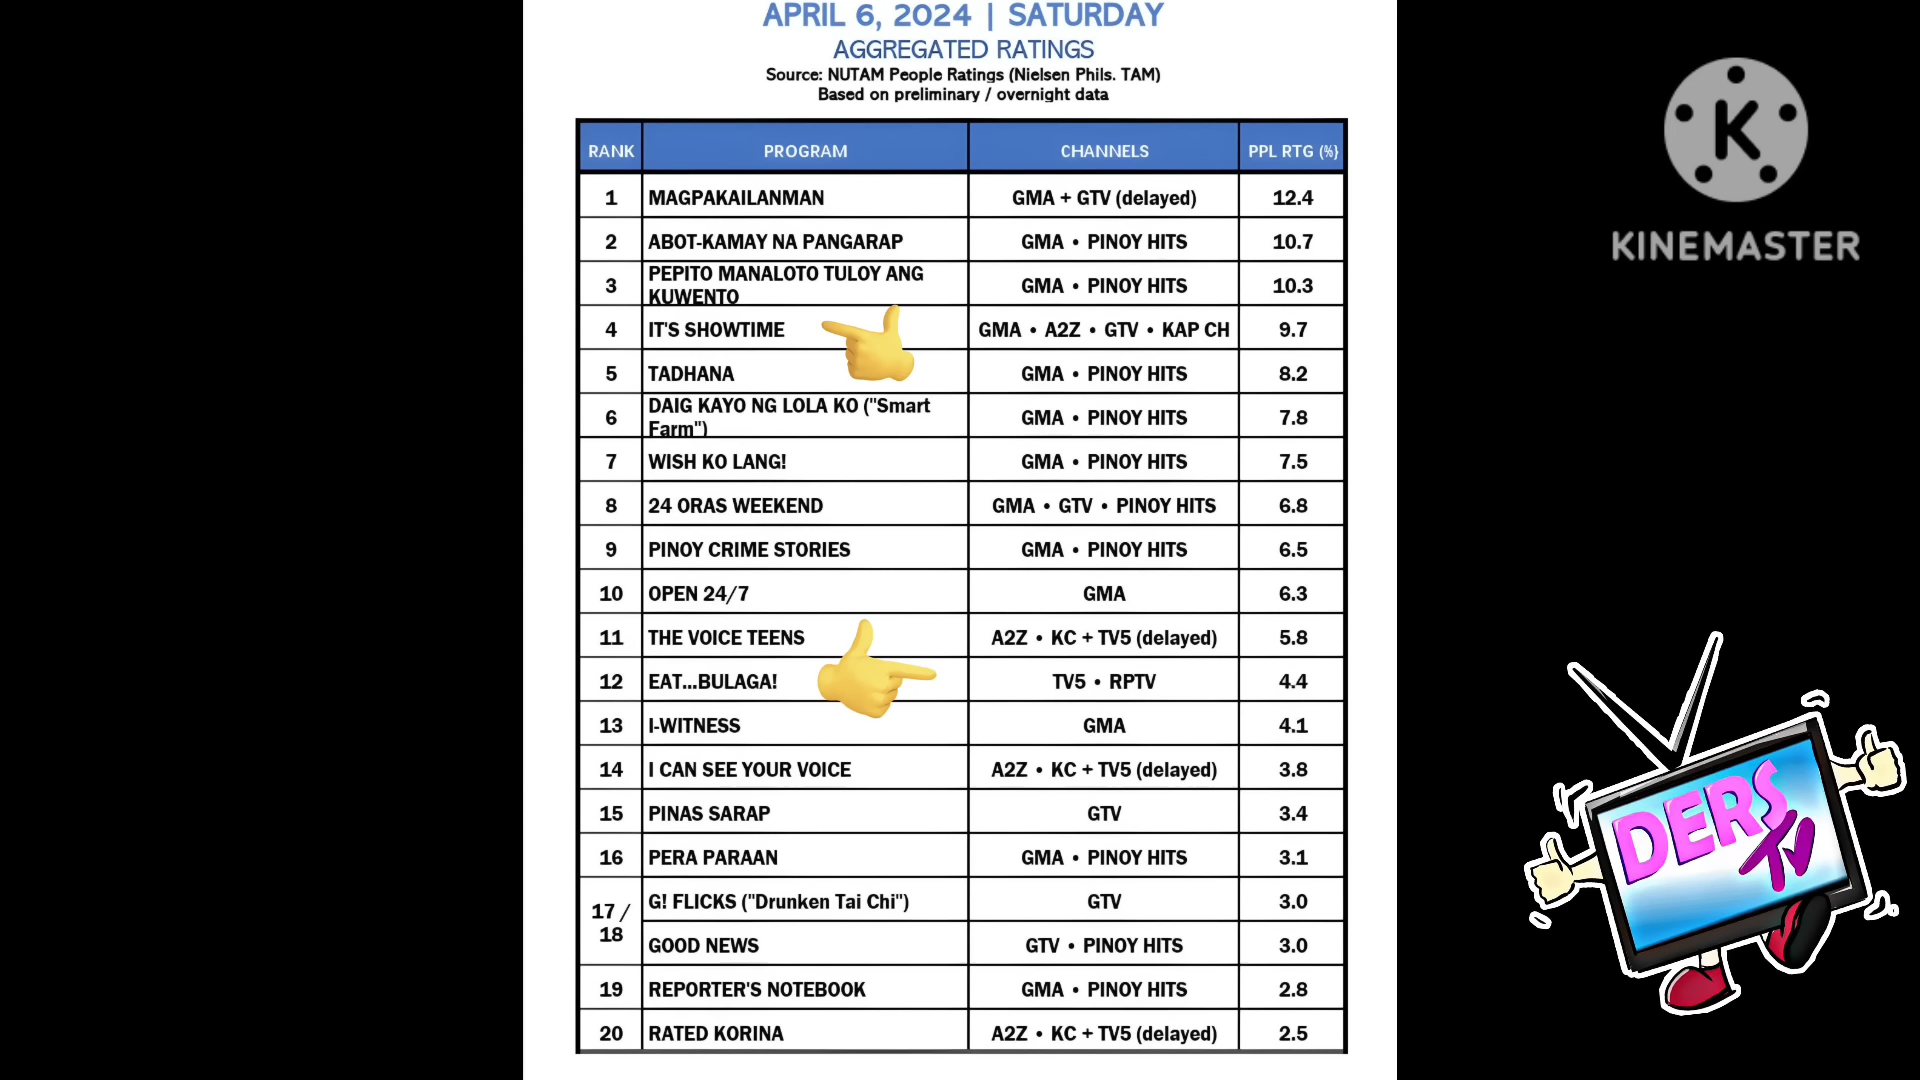 APRIL 6, 2024 | SATURDAY
AGGREGATED RATINGS
Source: NUTAM People Ratings (Nielsen Phils. TAM)
Based on preliminary / overnight data
RANK PROGRAM CHANNELS PPL RTG (%)
1 MAGPAKAILANMAN GMA + GTV (delayed) 12.4
2 ABOT-KAMAY NA PANGARAP GMA • PINOY HITS 10.7
3 PEPITO MANALOTO TULOY ANG
KUWENTO GMA • PINOY HITS 10.3
4 IT'S SHOWTIME GMA • A2Z • GTV • KAP CH 9.7
5 TADHANA GMA • PINOY HITS 8.2
6 DAIG KAYO NG LOLA KO ("Smart
Farm") GMA • PINOY HITS 7.8
7 WISH KO LANG! GMA • PINOY HITS 7.5
8 24 ORAS WEEKEND GMA • GTV • PINOY HITS 6.8
9 PINOY CRIME STORIES GMA • PINOY HITS 6.5
10 OPEN 24/7 GMA 6.3
11 THE VOICE TEENS A2Z • KC + TV5 (delayed) 5.8
12 EAT...BULAGA! TV5 • RPTV 4.4
13 I-WITNESS GMA 4.1
14 I CAN SEE YOUR VOICE A2Z • KC + TV5 (delayed) 3.8
15 PINAS SARAP GTV 3.4
16 PERA PARAAN GMA • PINOY HITS 3.1
17 / 
18 G! FLICKS ("Drunken Tai Chi") GTV 3.0
GOOD NEWS GTV • PINOY HITS 3.0
19 REPORTER'S NOTEBOOK GMA • PINOY HITS 2.8
20 RATED KORINA A2Z • KC + TV5 (delayed) 2.5
K
KINEMASTER
DERS
TV